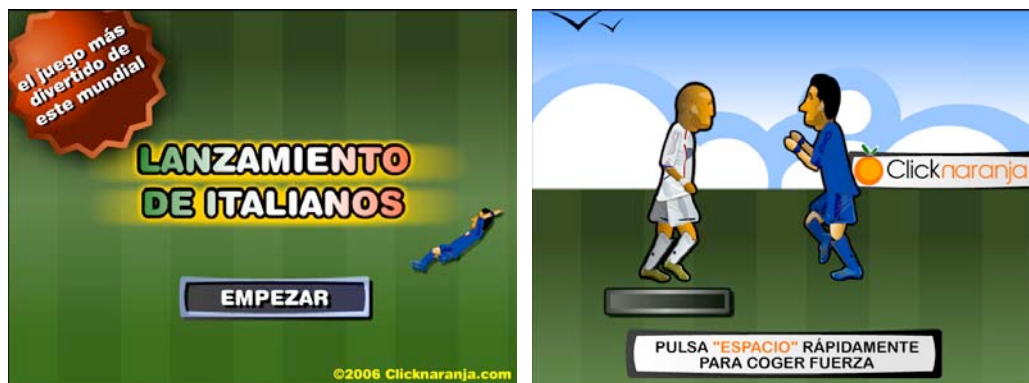 el juego más
divertido de
este mundial
LANZAMIENTO
DE ITALIANOS
EMPEZAR
©2006 Clicknaranja.com
Clicknaranja
PULSA "ESPACIO" RÁPIDAMENTE
PARA COGER FUERZA